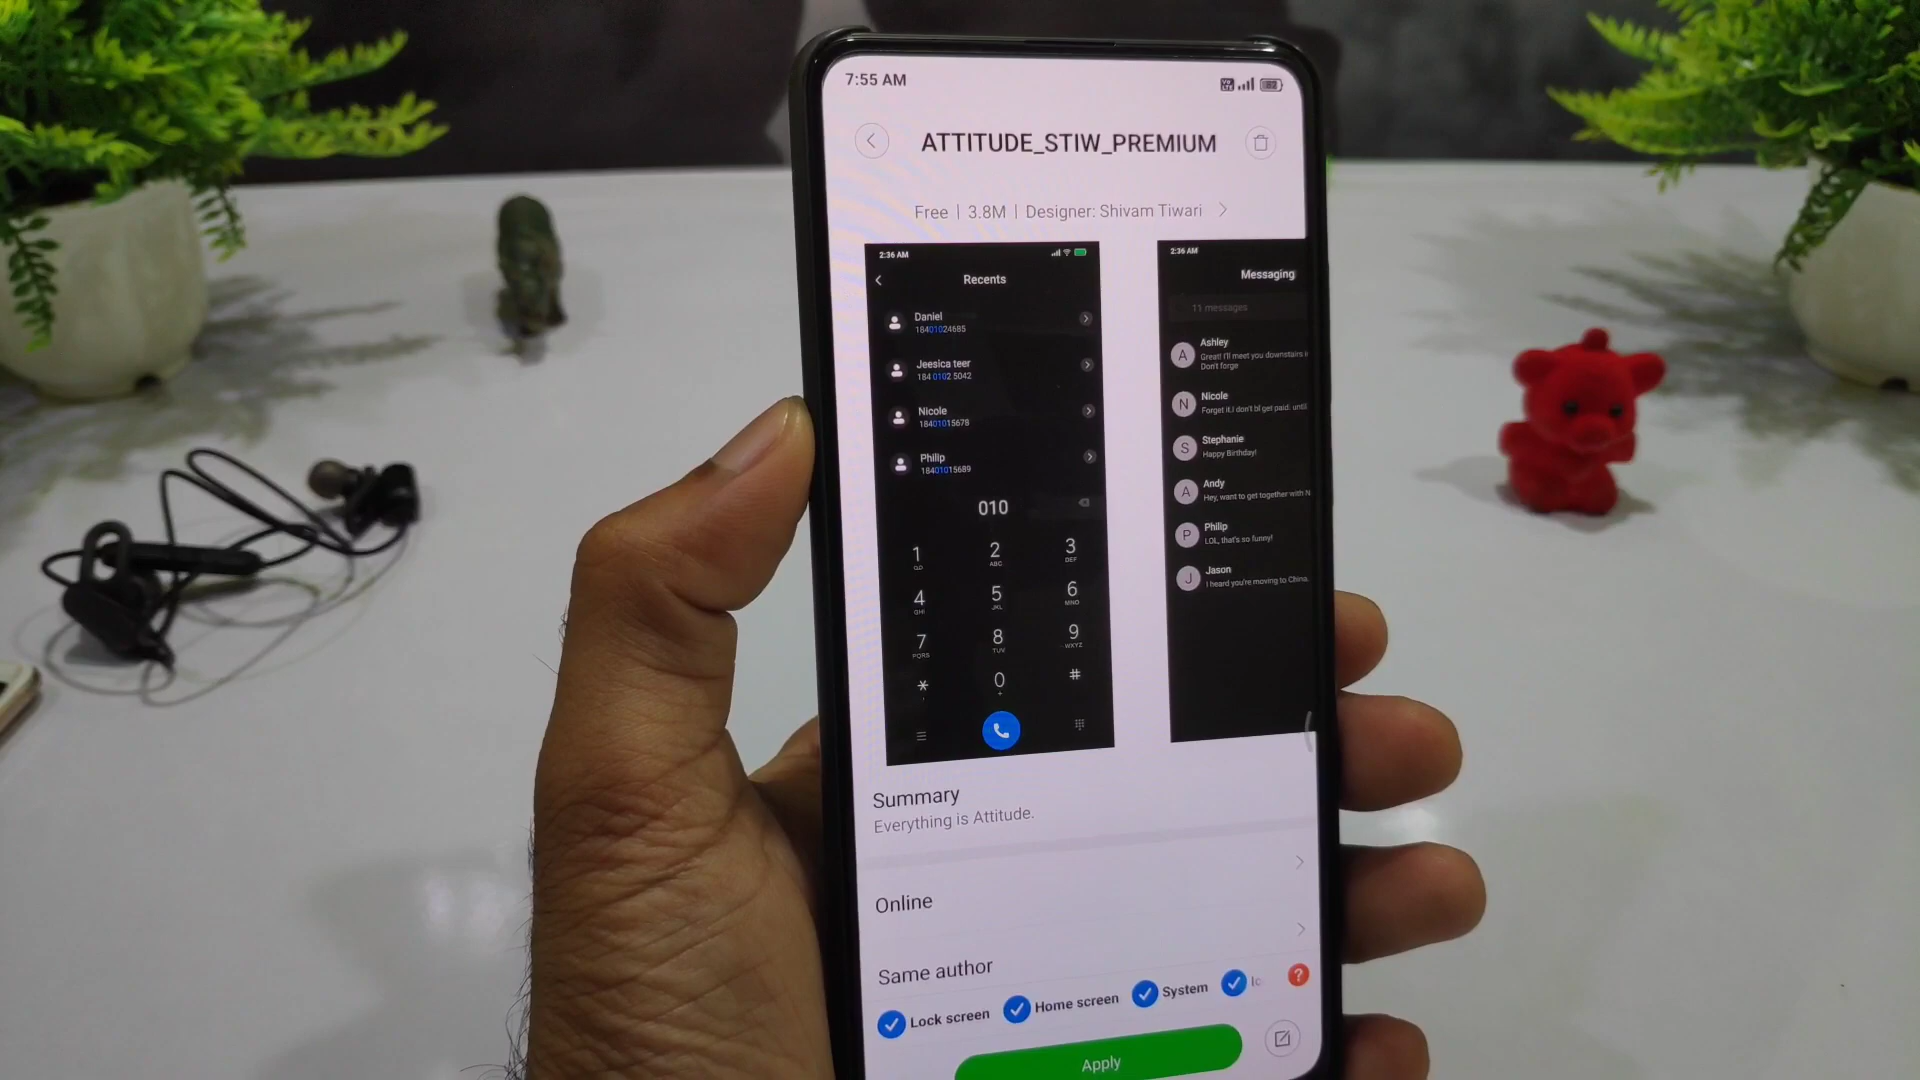 7:55 AM
ATTITUDE_STIW_PREMIUM
Free | 3.8M | Designer: Shivam Tiwari
2:36 AM
Recents
Daniel
18401024685
Jeesica teer
184 0102 5042
Nicole
18401015678
Philip
18401015689
010
1
2
ABC
3
DEF
4
GHI
5
JKL
6
MNO
7
PQRS
8
TUV
9
WXYZ
*
0
+
#
2:36 AM
Messaging
11 messages
A
Ashley
Great! I'll meet you downstairs
Don't forge
N
Nicole
Forget it.I don't bl get paid. until
S
Stephanie
Happy Birthday!
A
Andy
Hey, want to get together with N
P
Philip
LOL, that's so funny!
J
Jason
I heard you're moving to China.
Summary
Everything is Attitude.
Online
Same author
Lock screen
Home screen
System
Ic
?
Apply